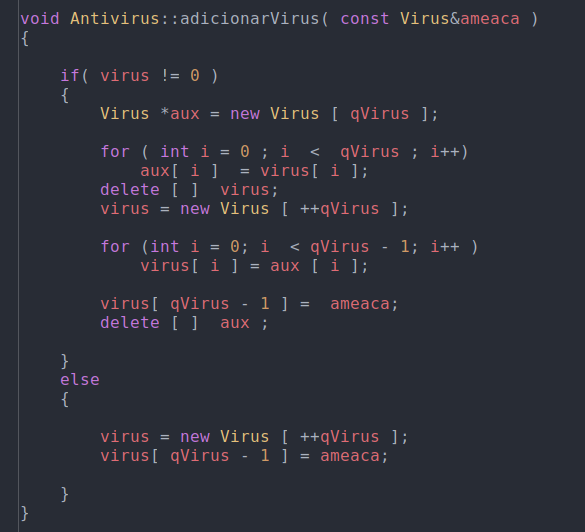 void Antivirus::adicionarVirus( const Virus&ameaca )
{
if( virus != 0 )
{
Virus *aux = new Virus [ qVirus ];
for ( int i = 0 ; i  <  qVirus ; i++)
aux[ i ]  = virus[ i ];
delete [ ]  virus;
virus = new Virus [ ++qVirus ];
for (int i = 0; i  < qVirus - 1; i++ )
virus[ i ] = aux [ i ];
virus[ qVirus - 1 ] =  ameaca;
delete [ ]  aux ;
}
else
{
virus = new Virus [ ++qVirus ];
virus[ qVirus - 1 ] = ameaca;
}
}